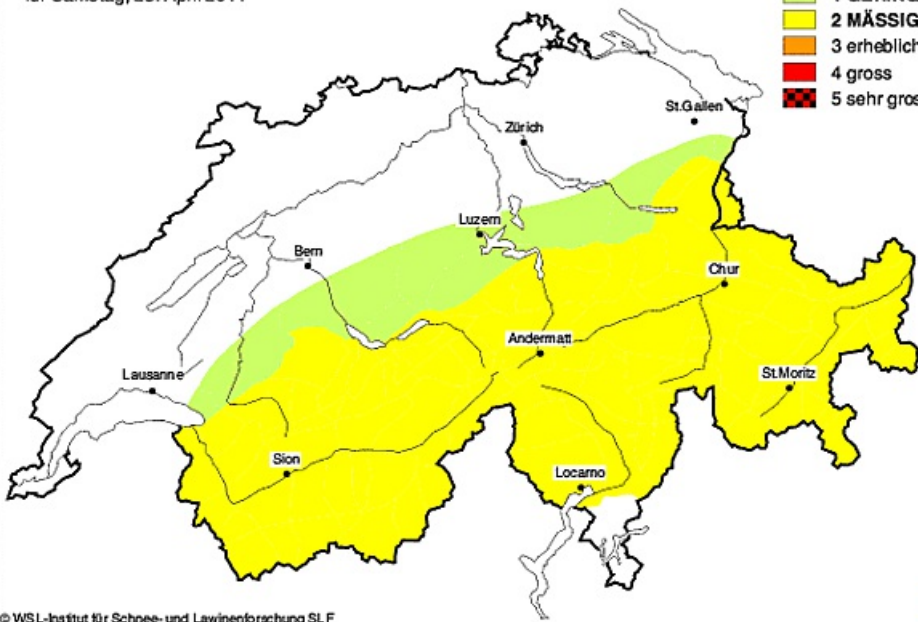 2 MÄSSIG
3 erheblich
4 gross
5 sehr gros
St.Gallen
Zürich
Luzern
Bern
Chur
Andermatt
Lausanne
St.Moritz
Sion
Locarno
© WSL-Institut für Schnee- und Lawinenforschung SLF